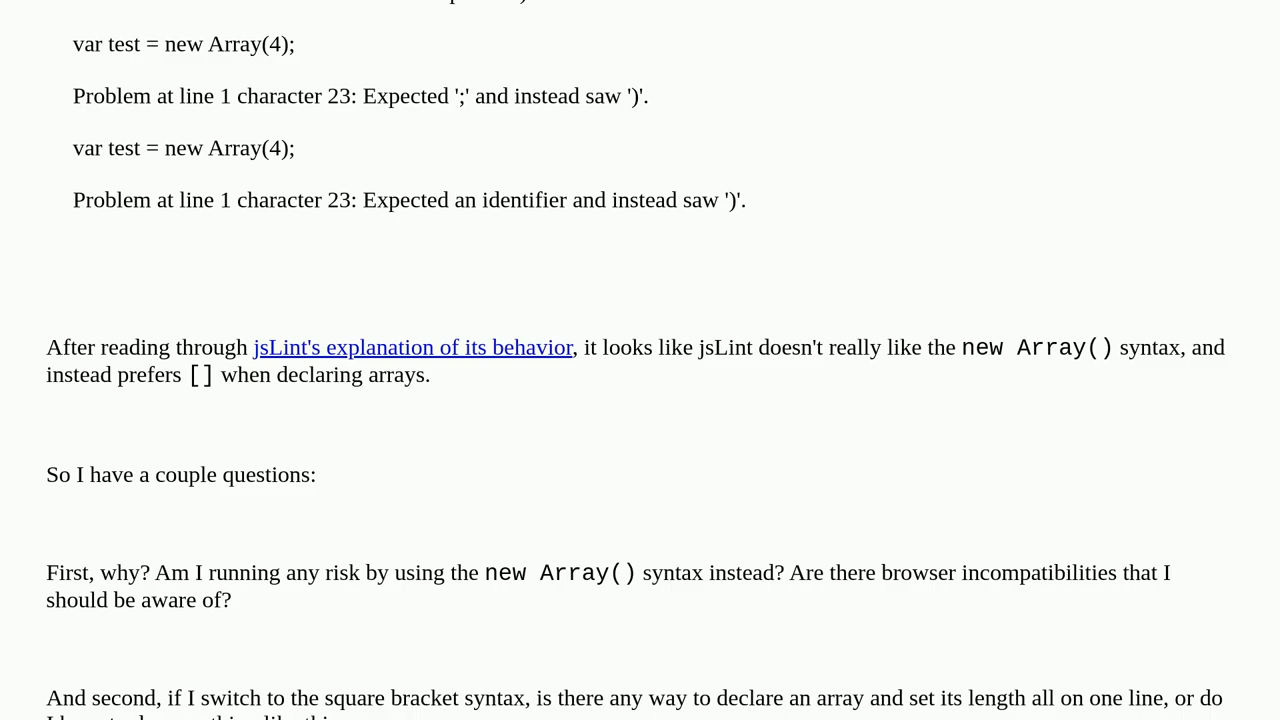 var test = new Array(4);
Problem at line 1 character 23: Expected ';' and instead saw ')'.
var test = new Array(4);
Problem at line 1 character 23: Expected an identifier and instead saw ')'.
After reading through jsLint's explanation of its behavior, it looks like jsLint doesn't really like the new Array() syntax, and
instead prefers [] when declaring arrays.
So I have a couple questions:
First, why? Am I running any risk by using the new Array() syntax instead? Are there browser incompatibilities that I
should be aware of?
And second, if I switch to the square bracket syntax, is there any way to declare an array and set its length all on one line, or do